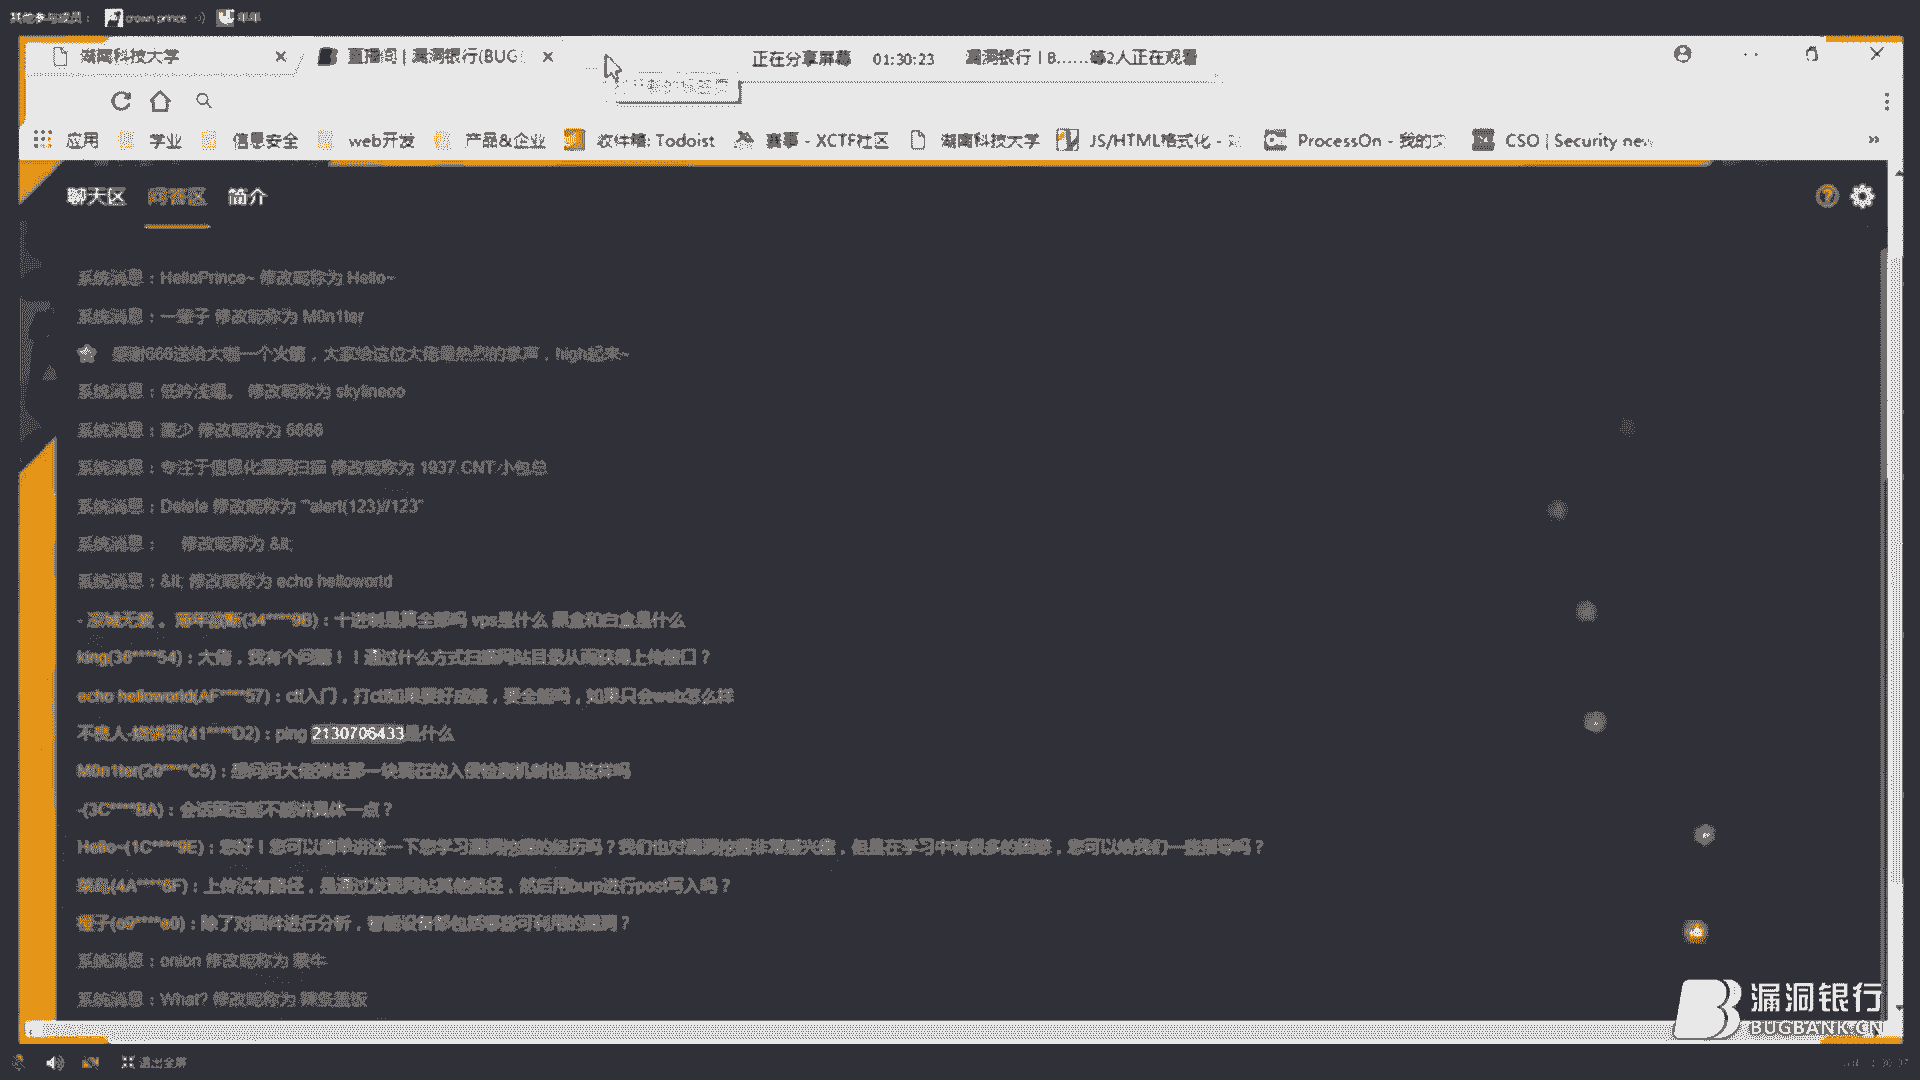 其他参与成员： crown prince
湖南科技大学
直播间 | 漏洞银行(BUG
正在分享屏幕 01:30:23 漏洞银行 | B......等2人正在观看
应用 学业 信息安全 web开发 产品&企业 收件箱: Todoist 赛事 - XCTF社区 湖南科技大学 JS/HTML格式化 - ProcessOn - 我的文 CSO | Security new
聊天区 问答区 简介
系统消息：HelloPrince~ 修改昵称为 Hello~
系统消息：一辈子 修改昵称为 M0n1ter
感谢666送给大咖一个火箭，大家给这位大佬最热烈的掌声，high起来~
系统消息：低吟浅唱。 修改昵称为 skylineoo
系统消息：董少 修改昵称为 6666
系统消息：专注于信息化漏洞扫描 修改昵称为 1937.CNT.小包总
系统消息：Delete 修改昵称为 '"alert(123)//123"
系统消息： 修改昵称为 &lt;
系统消息：&lt; 修改昵称为 echo helloworld
(34****9B)：十进制是真全部吗 vps是什么 黑盒和白盒是什么
king(36****54)：大佬，我有个问题！！通过什么方式扫描网站目录从而获得上传接口？
echo helloworld(AF****57)：ctf入门，打ctf如果要好成绩，要全能吗，如果只会web怎么样
(41****D2)：ping 2130706433是什么
M0n1ter(20****C5)：想问问大佬弹性那一块现在的入侵检测机制也是这样吗
-(3C****BA)：会话固定能不能讲具体一点？
Hello~(1C****9E)：您好！您可以简单讲述一下您学习漏洞挖掘的经历吗？我们也对漏洞挖掘非常感兴趣，但是在学习中有很多的困惑，您可以给我们一些指导吗？
菜鸟(4A****6F)：上传没有路径，是通过发现网站其他路径，然后用burp进行post写入吗？
橙子(e9****e0)：除了对固件进行分析，智能设备都包括哪些可利用的漏洞？
系统消息：onion 修改昵称为 蒙牛
系统消息：What? 修改昵称为 辣条盖饭
漏洞银行
BUGBANK.CN
退出全屏